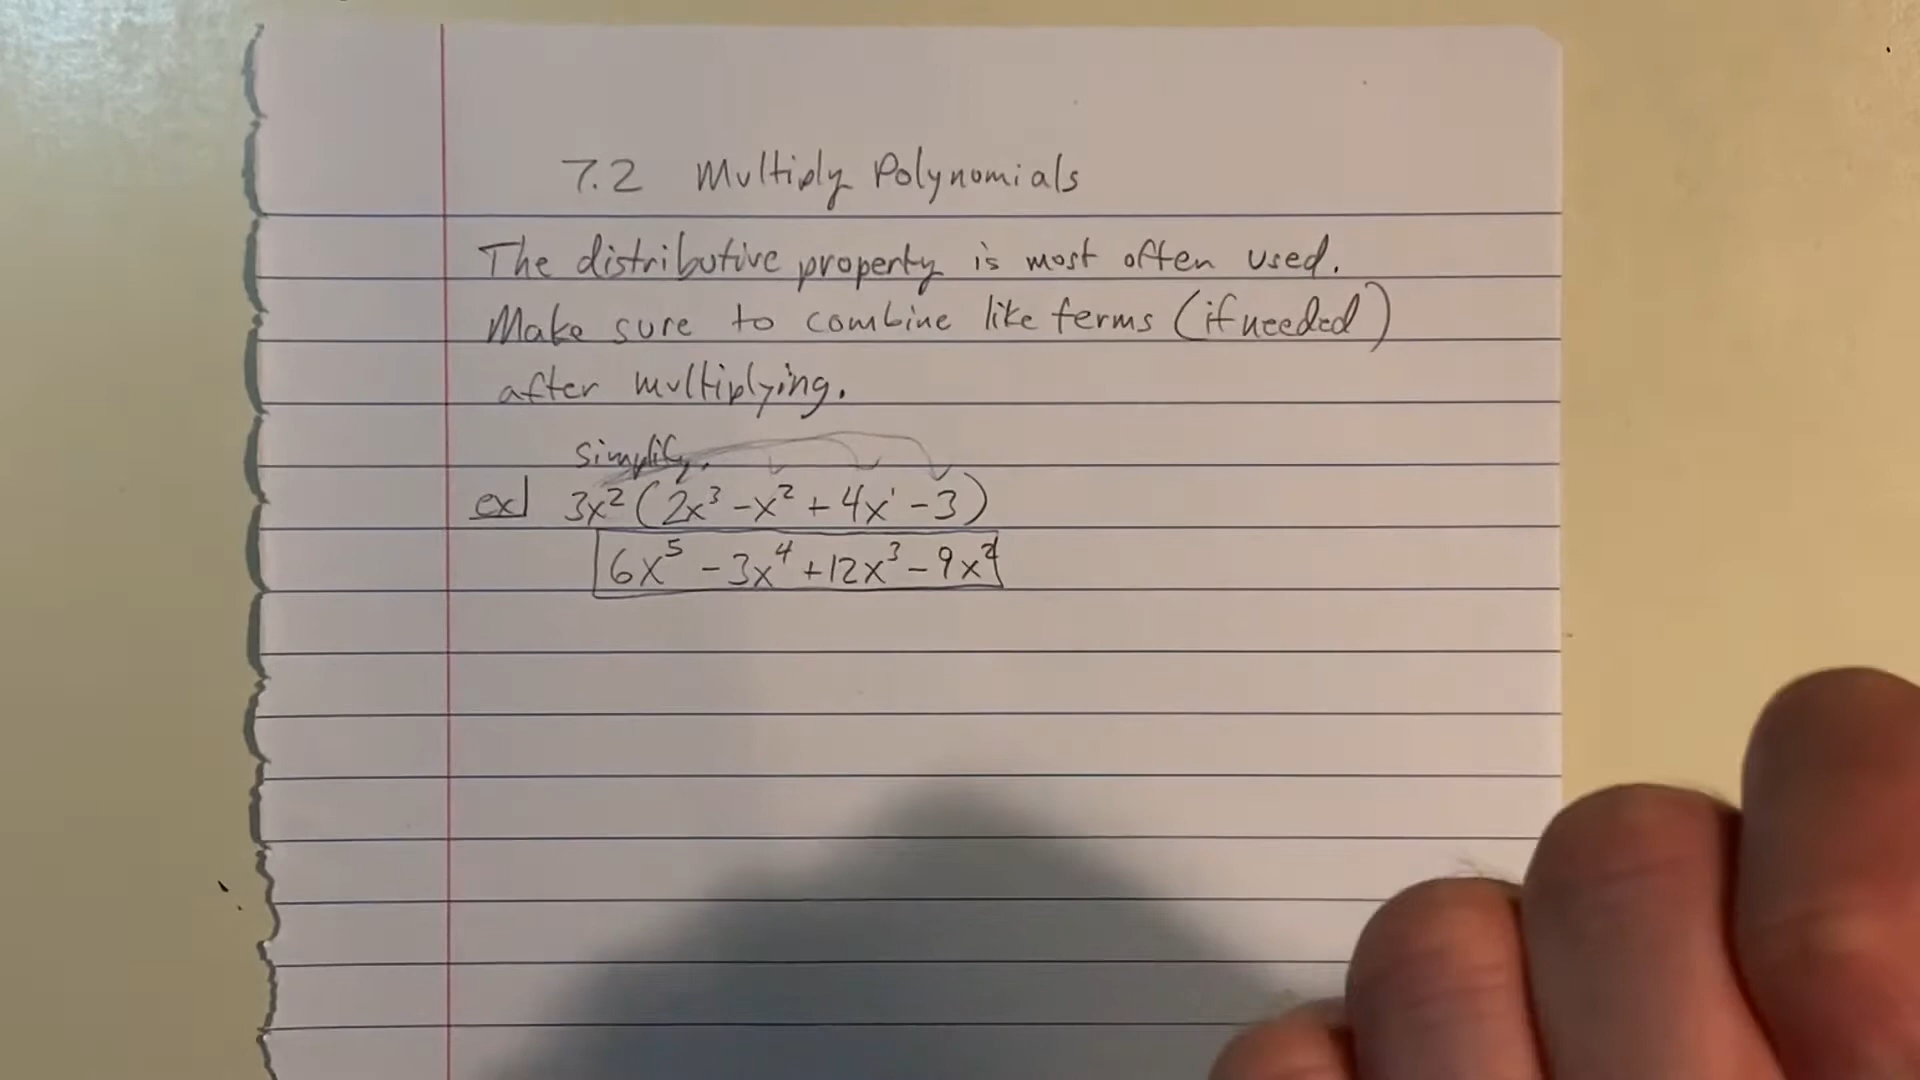 7.2 Multiply Polynomials
The distributive property is most often used.
Make sure to combine like terms (if needed)
after multiplying.
Simplify.
ex] 3x² (2x³ - x² + 4x¹ - 3)
6x⁵ - 3x⁴ + 12x³ - 9x²